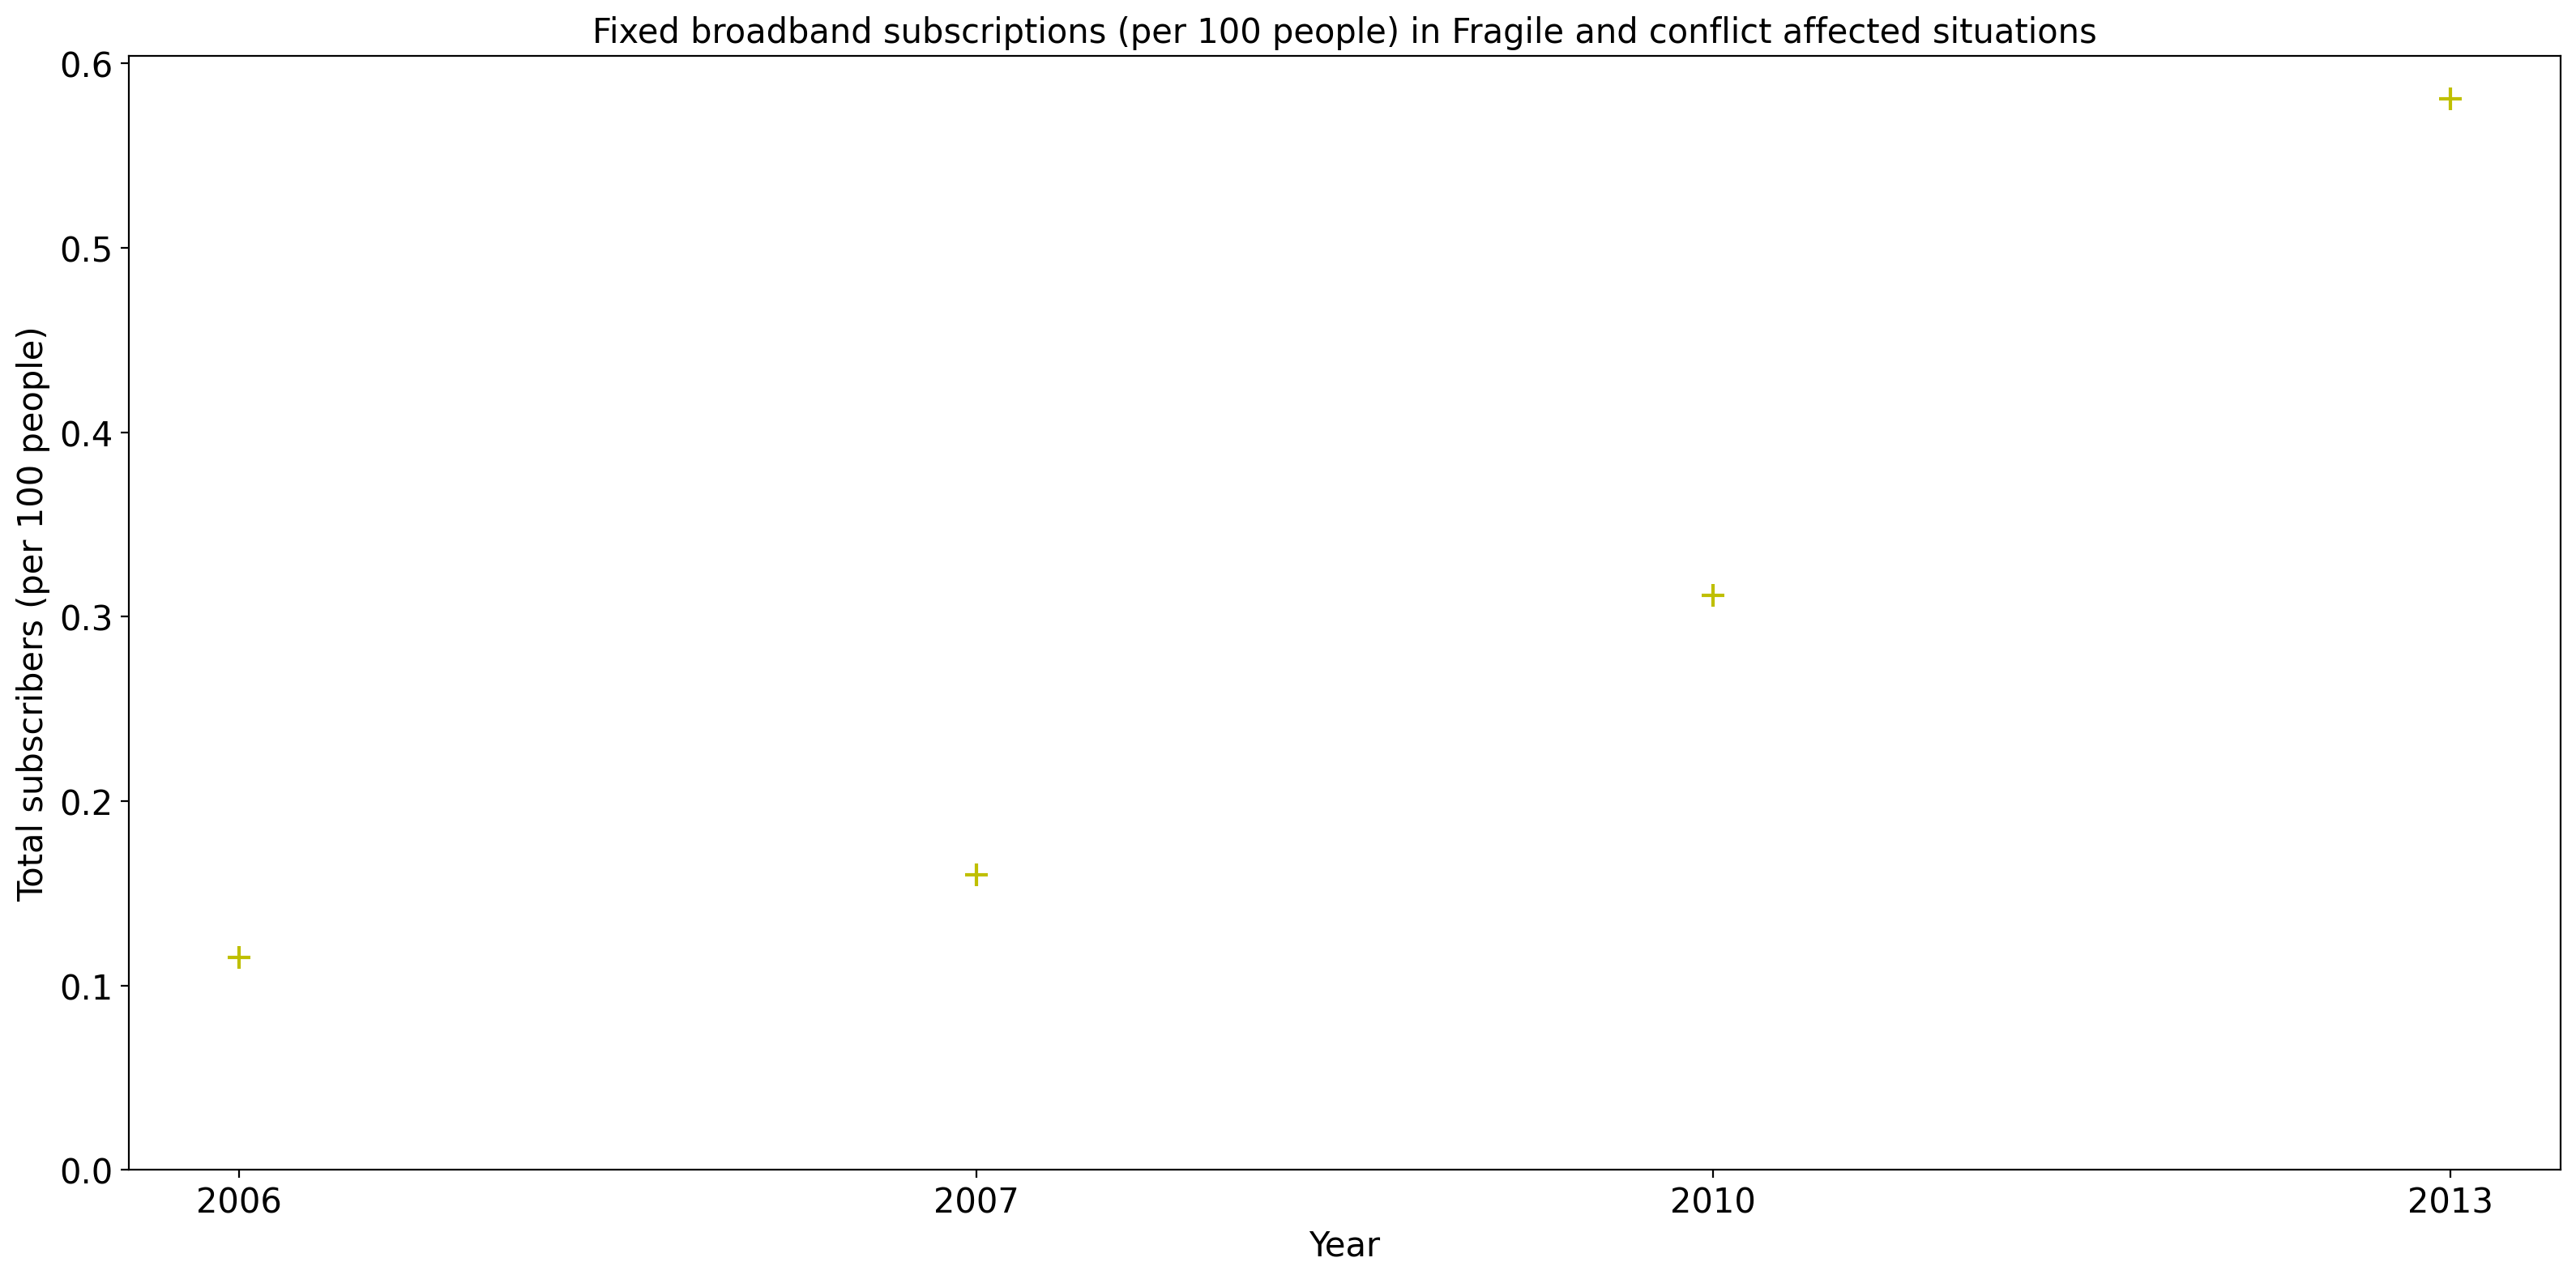 Fixed broadband subscriptions (per 100 people) in Fragile and conflict affected situations
Total subscribers (per 100 people)
0.6
0.5
0.4
0.3
0.2
0.1
0.0
2006 2007 2010 2013
Year